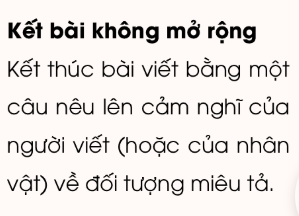 Kết bài không mở rộng
Kết thúc bài viết bằng một
câu nêu lên cảm nghĩ của
người viết (hoặc của nhân
vật) về đối tượng miêu tả.